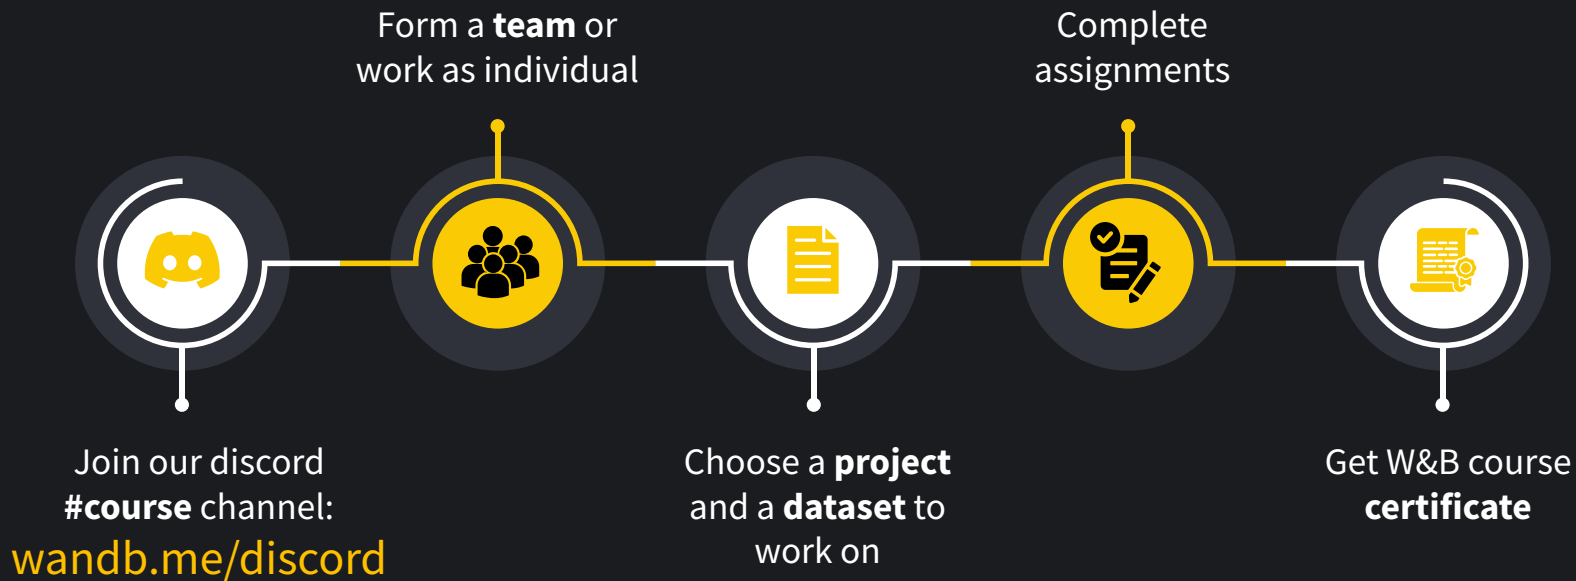 Form a team or
work as individual
Complete
assignments
Join our discord
#course channel:
wandb.me/discord
Choose a project
and a dataset to
work on
Get W&B course
certificate